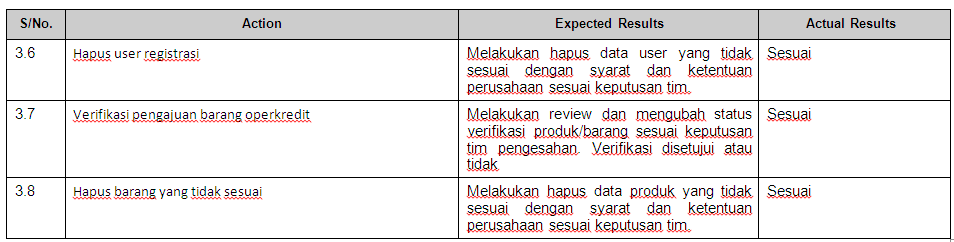 S/No. Action Expected Results Actual Results
3.6 Hapus user registrasi Melakukan hapus data user yang tidak Sesuai
sesuai dengan syarat dan ketentuan
perusahaan sesuai keputusan tim.
3.7 Verifikasi pengajuan barang operkredit Melakukan review dan mengubah status Sesuai
verifikasi produk/barang sesuai keputusan
tim pengesahan. Verifikasi disetujui atau
tidak
3.8 Hapus barang yang tidak sesuai Melakukan hapus data produk yang tidak Sesuai
sesuai dengan syarat dan ketentuan
perusahaan sesuai keputusan tim.